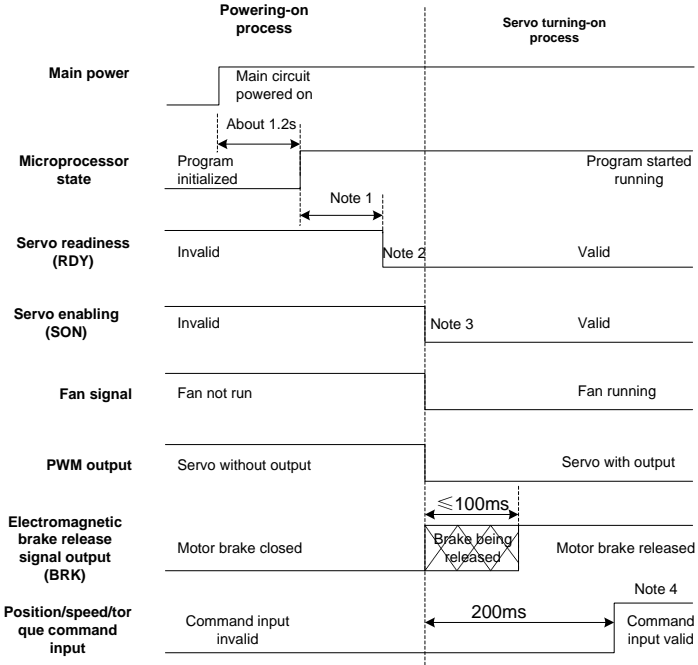 Powering-on
process
Servo turning-on
process
Main power
Main circuit
powered on
About 1.2s
Microprocessor
state
Program
initialized
Program started
running
Note 1
Servo readiness
(RDY)
Invalid
Note 2
Valid
Servo enabling
(SON)
Invalid
Note 3
Valid
Fan signal
Fan not run
Fan running
PWM output
Servo without output
Servo with output
≤100ms
Electromagnetic
brake release
signal output
(BRK)
Motor brake closed
Brake being
released
Motor brake released
Note 4
Position/speed/tor
que command
input
Command input
invalid
200ms
Command
input valid